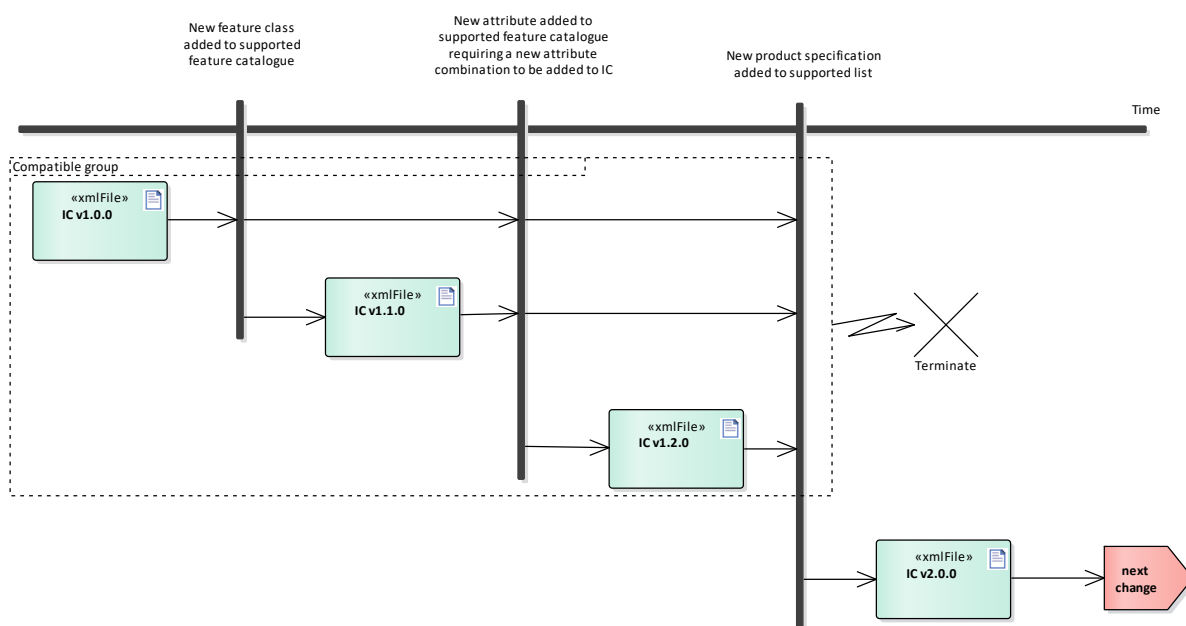 New feature class
added to supported
feature catalogue
New attribute added to
supported feature catalogue
requiring a new attribute
combination to be added to IC
New product specification
added to supported list
Time
Compatible group
«xmlFile»
IC v1.0.0
«xmlFile»
IC v1.1.0
Terminate
«xmlFile»
IC v1.2.0
«xmlFile»
IC v2.0.0
next
change